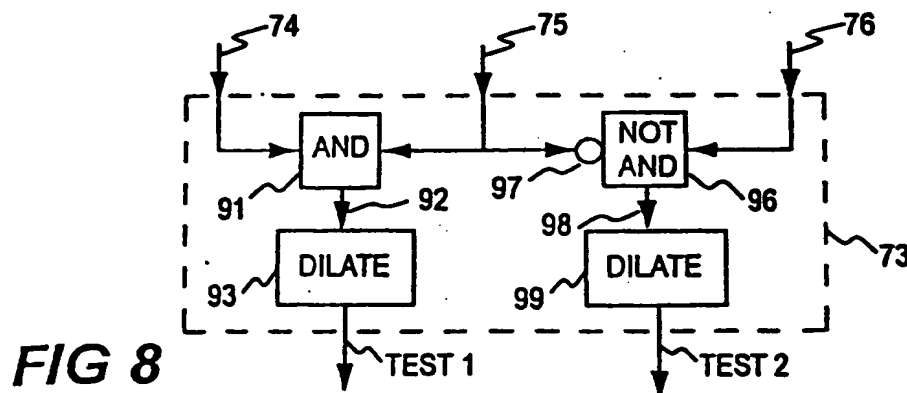 74 75 76
AND NOT AND
91 92 97 98 96
DILATE DILATE 73
93 99
FIG 8 TEST 1 TEST 2